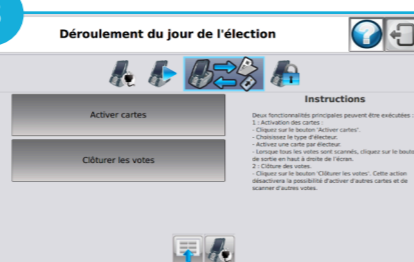 Déroulement du jour de l'élection
Activer cartes
Clôturer les votes
Instructions
Deux fonctionnalités principales peuvent être exécutées :
1 : Activation des cartes :
- Cliquez sur le bouton 'Activer cartes'.
- Choisissez le type d'électeur.
- Activez une carte par électeur.
- Lorsque tous les votes sont scannés, cliquez sur le bouton
de sortie en haut à droite de l'écran.
2 : Clôture des votes.
- Cliquez sur le bouton 'Clôturer les votes'. Cette action
désactivera la possibilité d'activer d'autres cartes et de
scanner d'autres votes.